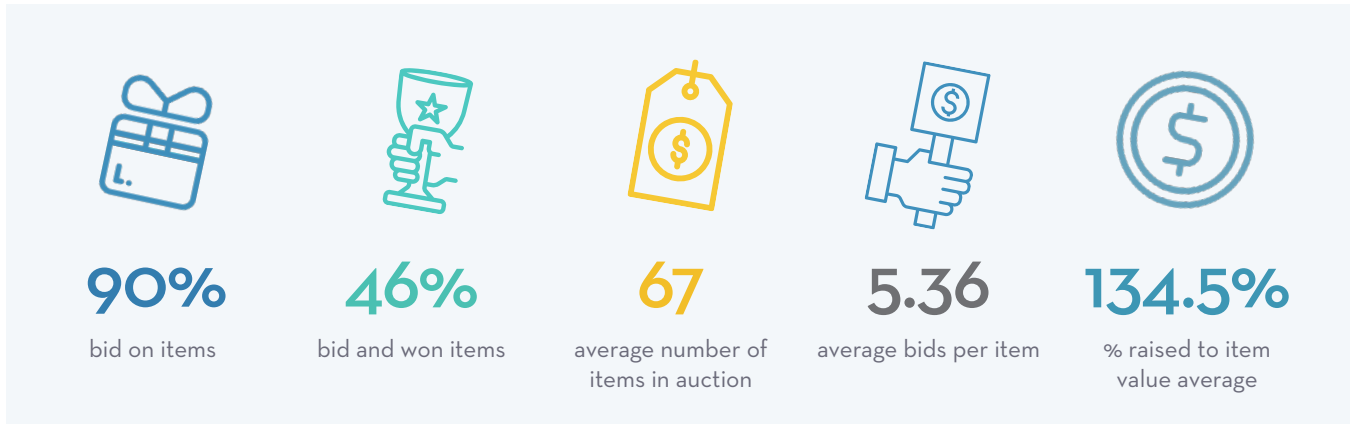 L.
90%
bid on items
46%
bid and won items
67
average number of
items in auction
5.36
average bids per item
134.5%
% raised to item
value average